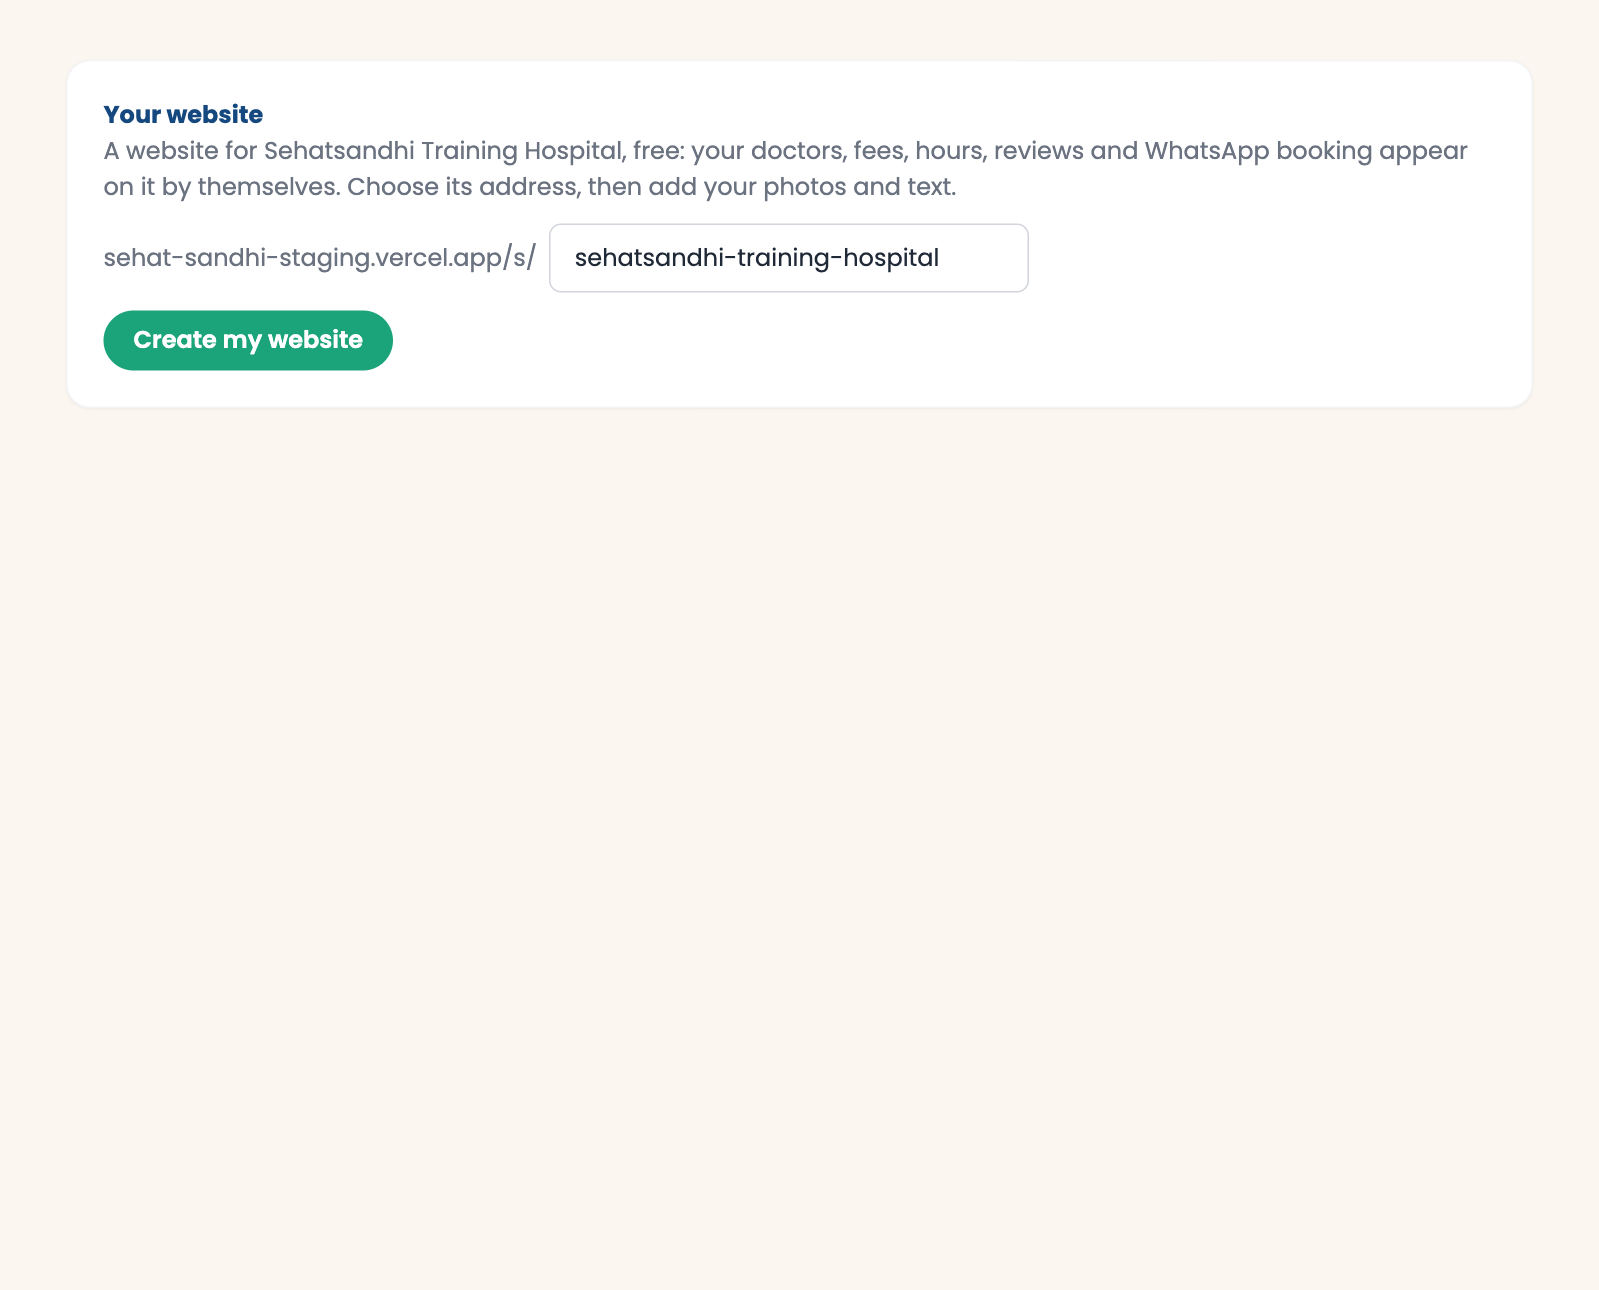 Your website
A website for Sehatsandhi Training Hospital, free: your doctors, fees, hours, reviews and WhatsApp booking appear
on it by themselves. Choose its address, then add your photos and text.
sehat-sandhi-staging.vercel.app/s/ sehatsandhi-training-hospital
Create my website